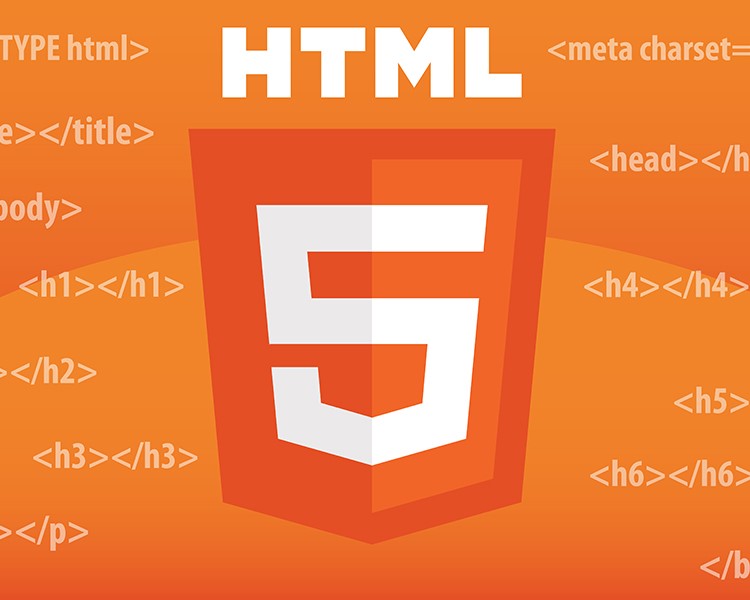 HTML
5
TYPE html>
e></title>
body>
<h1></h1>
></h2>
<h3></h3>
></p>
<meta charset=
<head></h
<h4></h4>
<h5>
<h6></h6>
</b